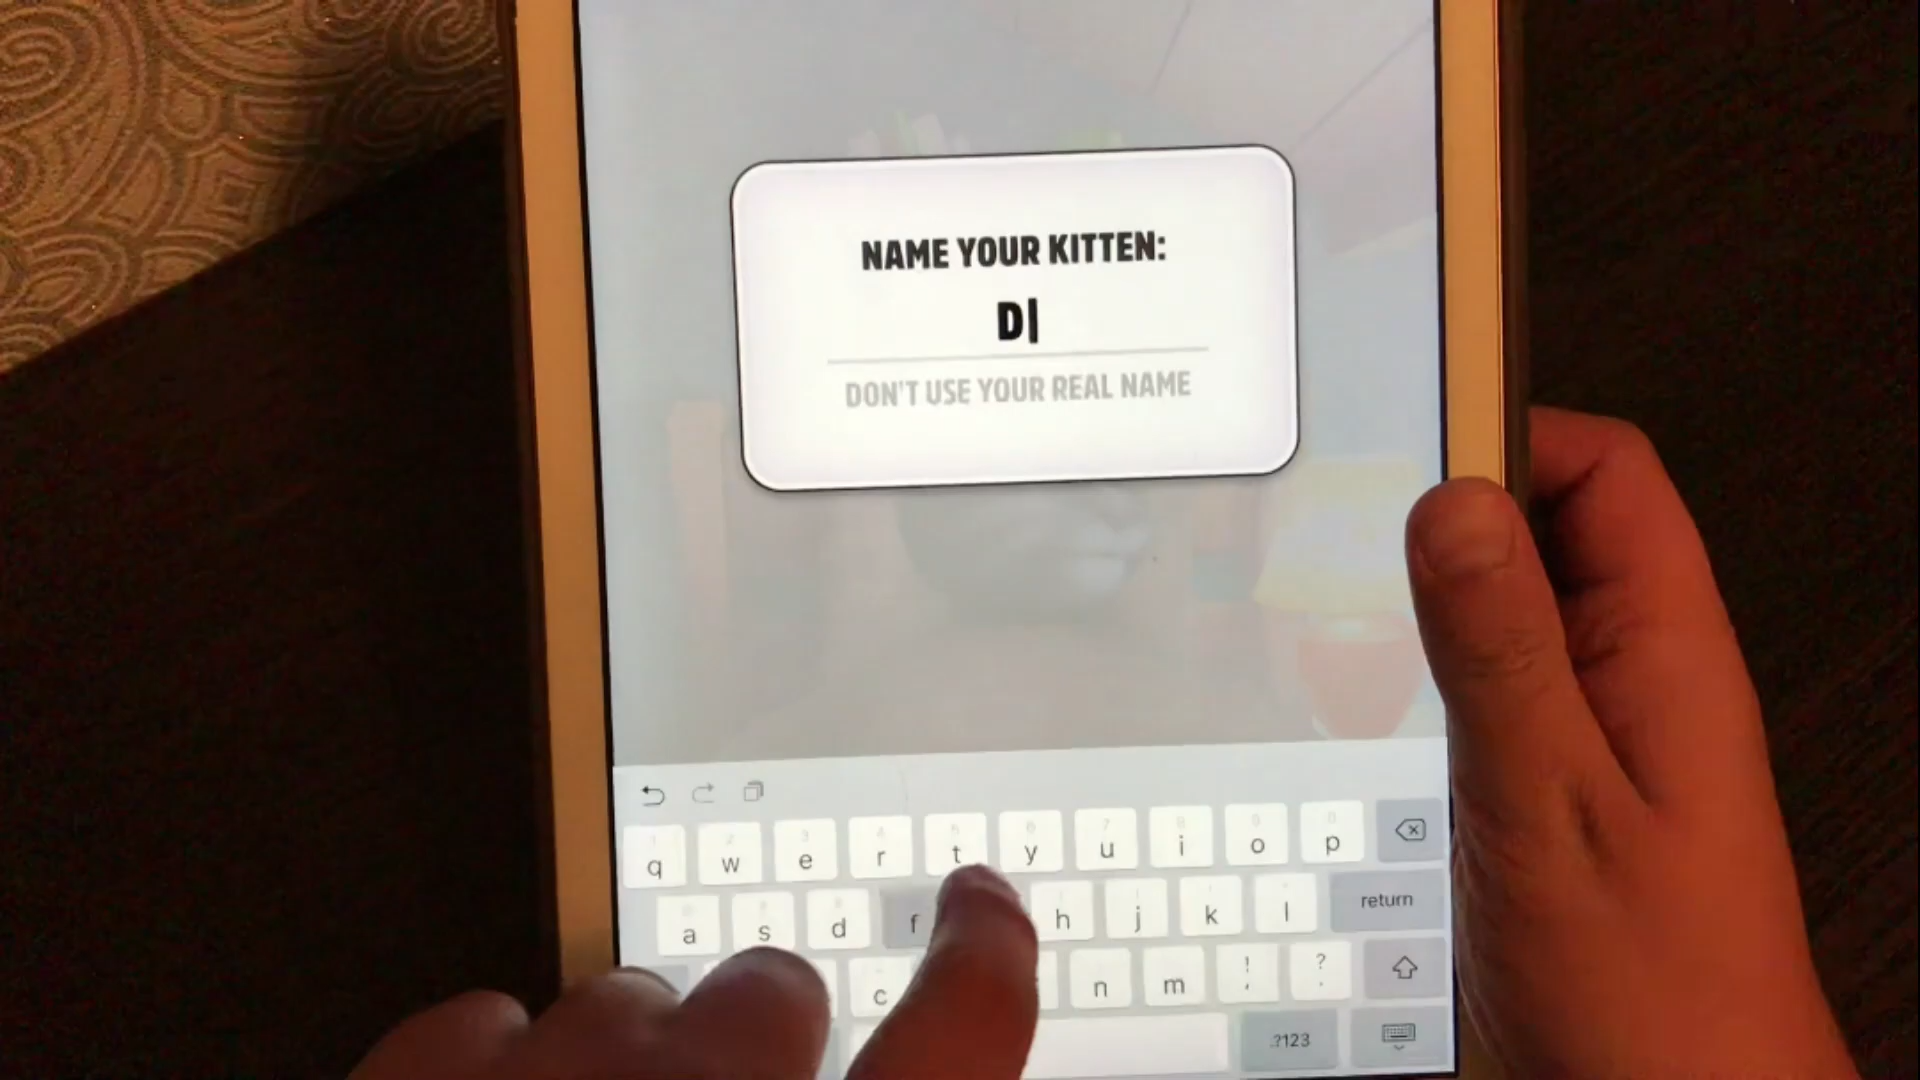 NAME YOUR KITTEN:
D
DON'T USE YOUR REAL NAME
q w e r t y u i o p
a s d f h j k l return
c n m ! , ? .
.?123